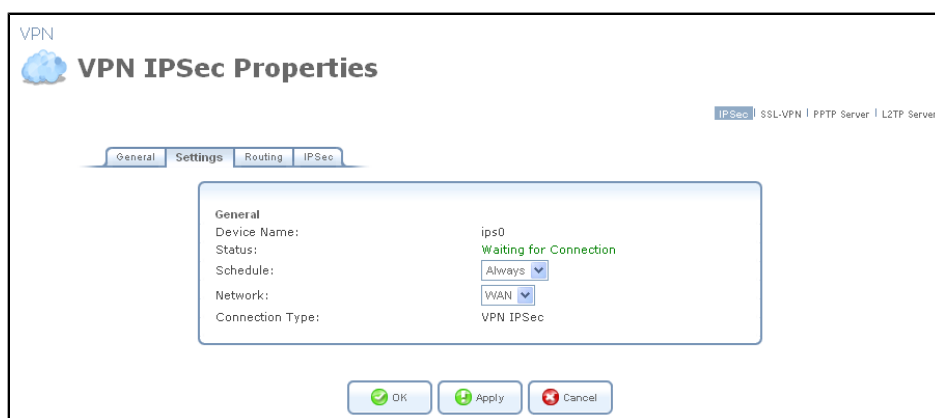 VPN
VPN IPSec Properties
IPSec | SSL-VPN | PPTP Server | L2TP Server
General Settings Routing IPSec
General
Device Name: ips0
Status: Waiting for Connection
Schedule: Always
Network: WAN
Connection Type: VPN IPSec
OK Apply Cancel